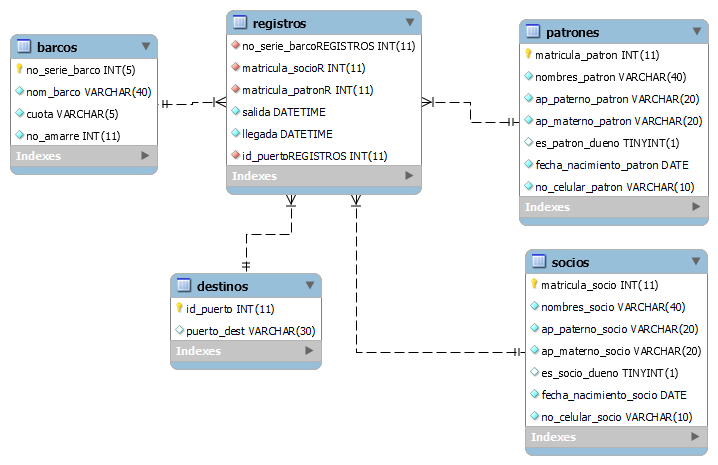 barcos
no_serie_barco INT(5)
nom_barco VARCHAR(40)
cuota VARCHAR(5)
no_amarre INT(11)
Indexes
registros
no_serie_barcoREGISTROS INT(11)
matricula_socioR INT(11)
matricula_patronR INT(11)
salida DATETIME
llegada DATETIME
id_puertoREGISTROS INT(11)
Indexes
patrones
matricula_patron INT(11)
nombres_patron VARCHAR(40)
ap_paterno_patron VARCHAR(20)
ap_materno_patron VARCHAR(20)
es_patron_dueno TINYINT(1)
fecha_nacimiento_patron DATE
no_celular_patron VARCHAR(10)
Indexes
destinos
id_puerto INT(11)
puerto_dest VARCHAR(30)
Indexes
socios
matricula_socio INT(11)
nombres_socio VARCHAR(40)
ap_paterno_socio VARCHAR(20)
ap_materno_socio VARCHAR(20)
es_socio_dueno TINYINT(1)
fecha_nacimiento_socio DATE
no_celular_socio VARCHAR(10)
Indexes